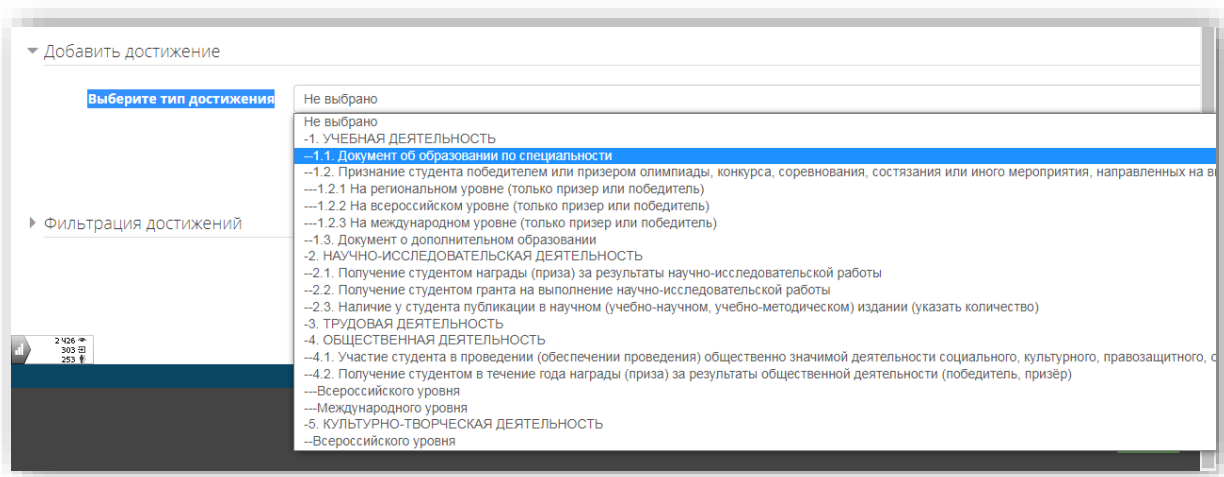 Добавить достижение
Выберите тип достижения
Не выбрано
Не выбрано
-1. УЧЕБНАЯ ДЕЯТЕЛЬНОСТЬ
--1.1. Документ об образовании по специальности
--1.2. Признание студента победителем или призером олимпиады, конкурса, соревнования, состязания или иного мероприятия, направленных на
---1.2.1 На региональном уровне (только призер или победитель)
---1.2.2 На всероссийском уровне (только призер или победитель)
---1.2.3 На международном уровне (только призер или победитель)
Фильтрация достижений
--1.3. Документ о дополнительном образовании
-2. НАУЧНО-ИССЛЕДОВАТЕЛЬСКАЯ ДЕЯТЕЛЬНОСТЬ
--2.1. Получение студентом награды (приза) за результаты научно-исследовательской работы
--2.2. Получение студентом гранта на выполнение научно-исследовательской работы
--2.3. Наличие у студента публикации в научном (учебно-научном, учебно-методическом) издании (указать количество)
-3. ТРУДОВАЯ ДЕЯТЕЛЬНОСТЬ
-4. ОБЩЕСТВЕННАЯ ДЕЯТЕЛЬНОСТЬ
--4.1. Участие студента в проведении (обеспечении проведения) общественно значимой деятельности социального, культурного, правозащитного,
--4.2. Получение студентом в течение года награды (приза) за результаты общественной деятельности (победитель, призёр)
---Всероссийского уровня
---Международного уровня
-5. КУЛЬТУРНО-ТВОРЧЕСКАЯ ДЕЯТЕЛЬНОСТЬ
--Всероссийского уровня
2 426
303
253